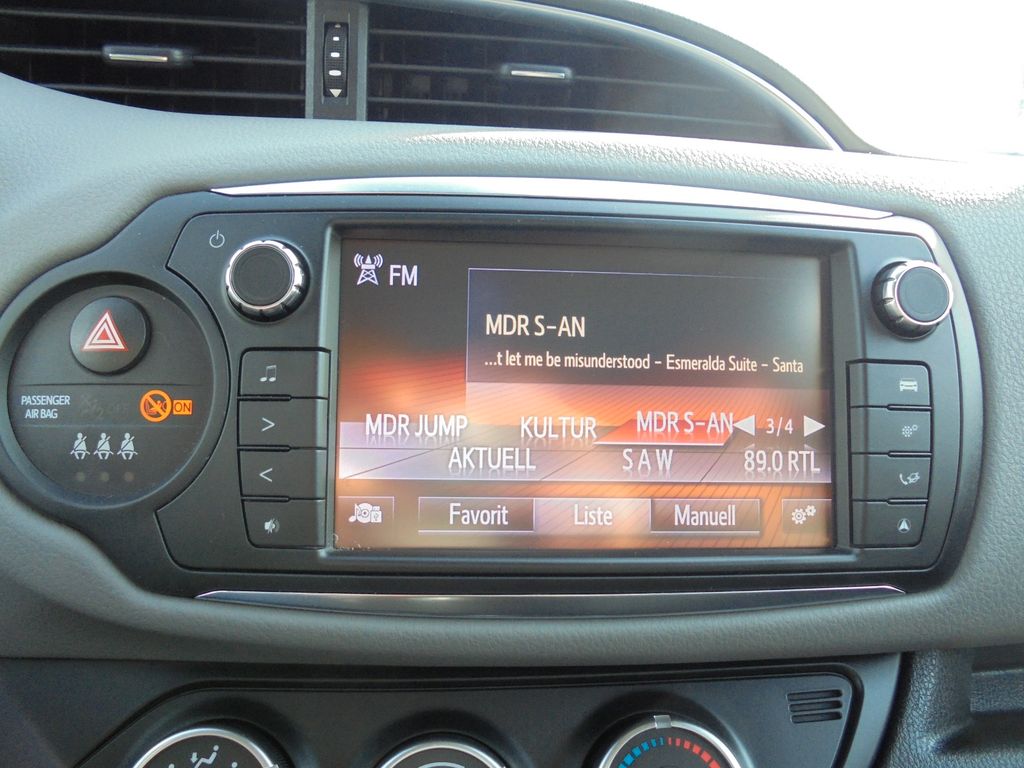 FM
MDR S-AN
...t let me be misunderstood - Esmeralda Suite - Santa
MDR JUMP KULTUR MDR S-AN 3/4
AKTUELL S A W 89.0 RTL
Favorit Liste Manuell
PASSENGER
AIR BAG
ON